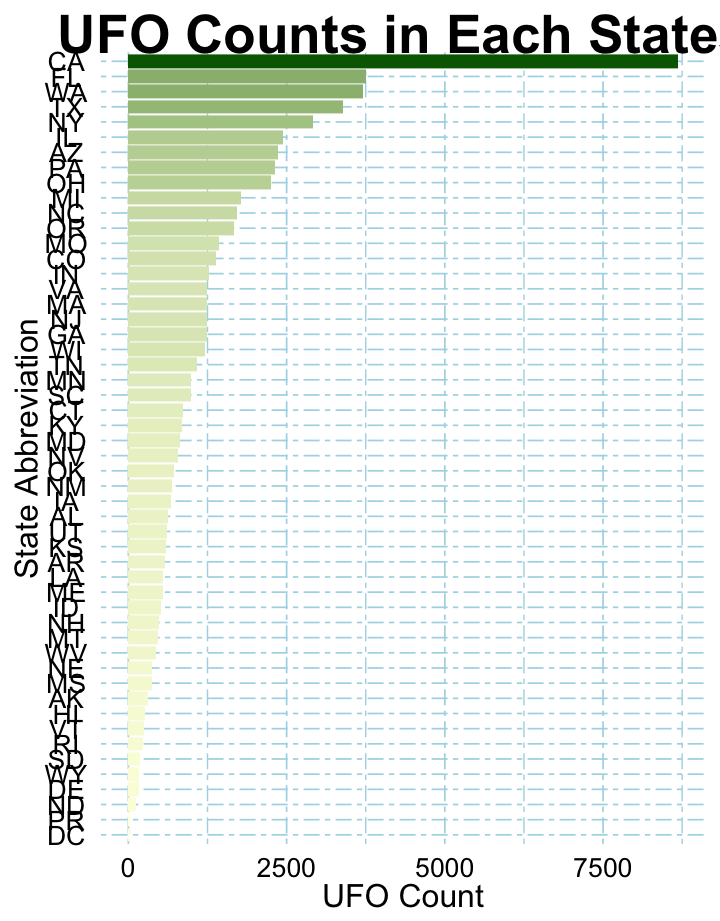 UFO Counts in Each States
CA
FL
WA
TX
NY
IL
AZ
PA
OH
MI
NC
OR
MO
CO
IN
VA
MA
NJ
GA
WI
TN
MN
SC
CT
KY
MD
NV
OK
NM
IA
AL
UT
KS
AR
LA
ME
ID
NH
MT
WV
NE
MS
AK
HI
VT
RI
SD
WY
DE
ND
PR
DC
State Abbreviation
0 2500 5000 7500
UFO Count